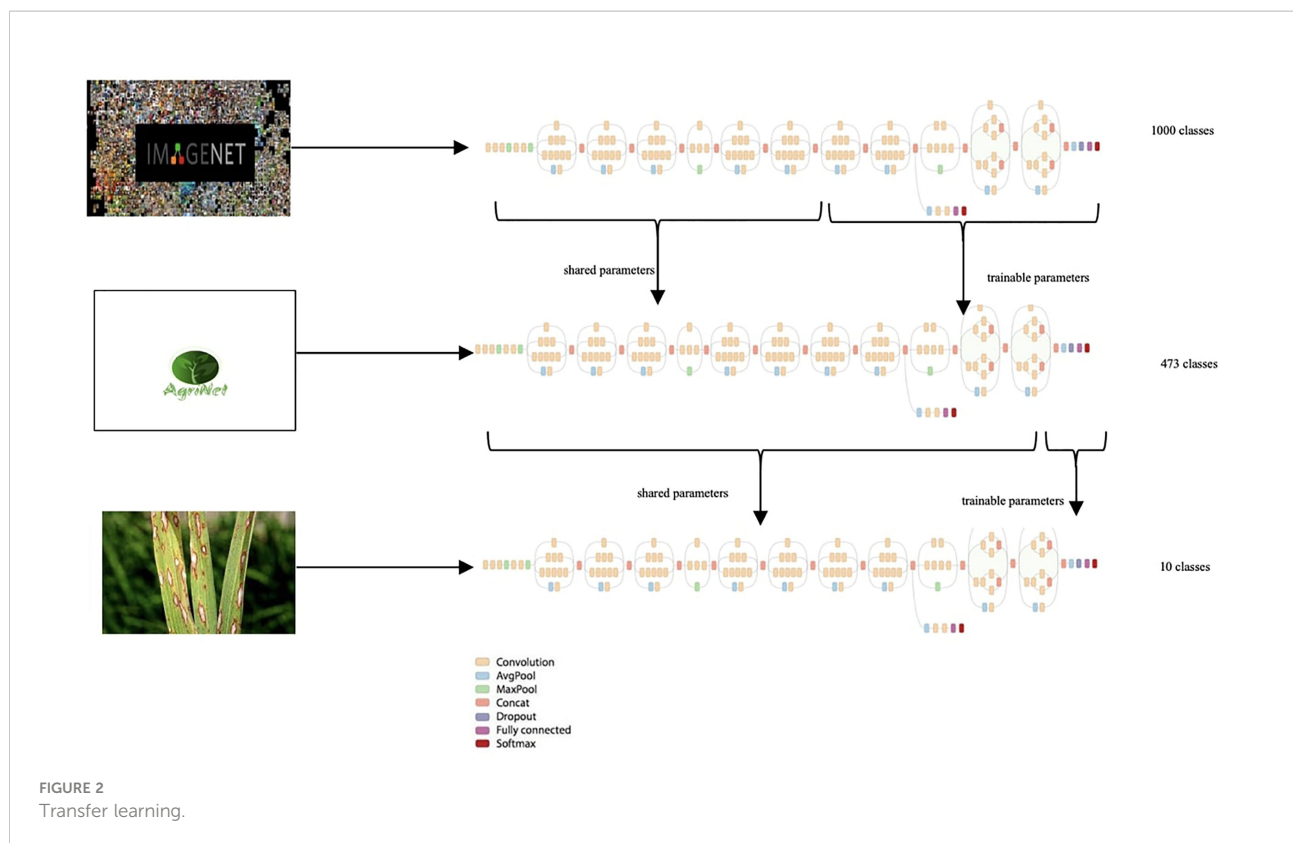 IMAGENET
1000 classes
shared parameters
trainable parameters
AgriNet
473 classes
shared parameters
trainable parameters
10 classes
Convolution
AvgPool
MaxPool
Concat
Dropout
Fully connected
Softmax
FIGURE 2
Transfer learning.